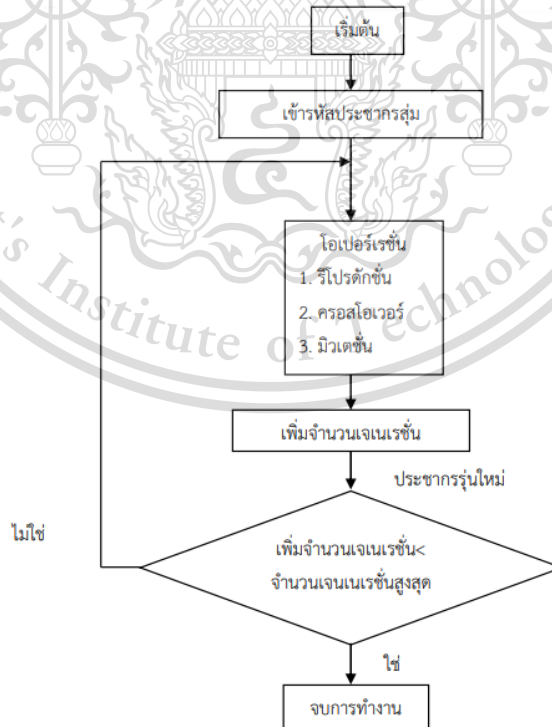 เริ่มต้น
เข้ารหัสประชากรสุ่ม
โอเปอร์เรชั่น
1. รีโปรดักชั่น
2. ครอสโอเวอร์
3. มิวเตชั่น
เพิ่มจำนวนเจเนเรชั่น
ประชากรรุ่นใหม่
ไม่ใช่
เพิ่มจำนวนเจเนเรชั่น<
จำนวนเจนเนเรชั่นสูงสุด
ใช่
จบการทำงาน
's Institute of Technolo